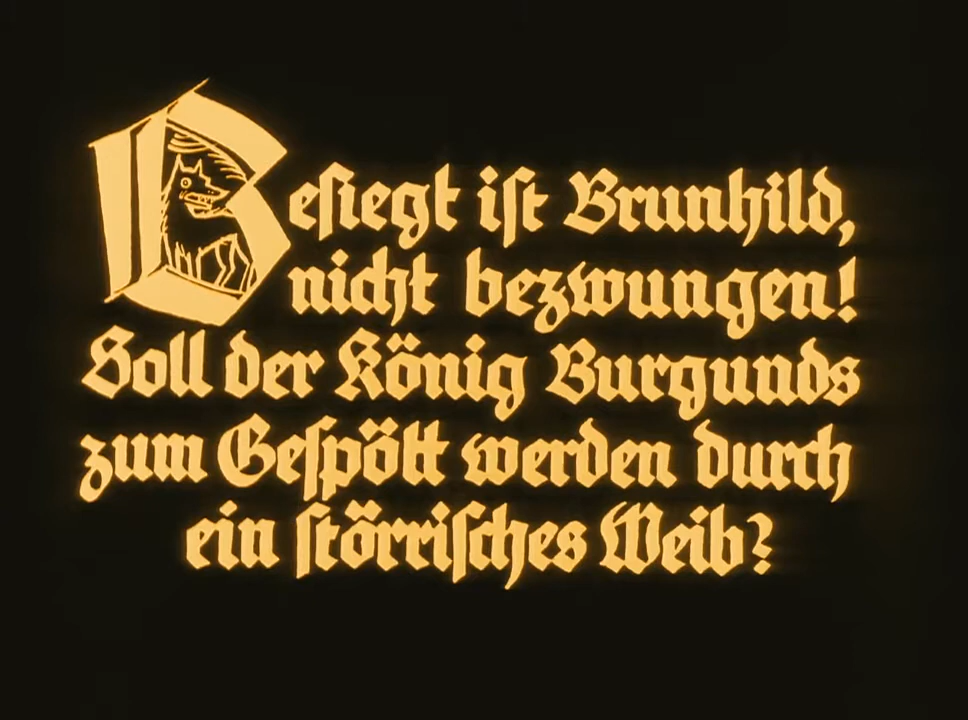 Besiegt ist Brunhild,
nicht bezwungen!
Soll der König Burgunds
zum Gespött werden durch
ein störrisches Weib?